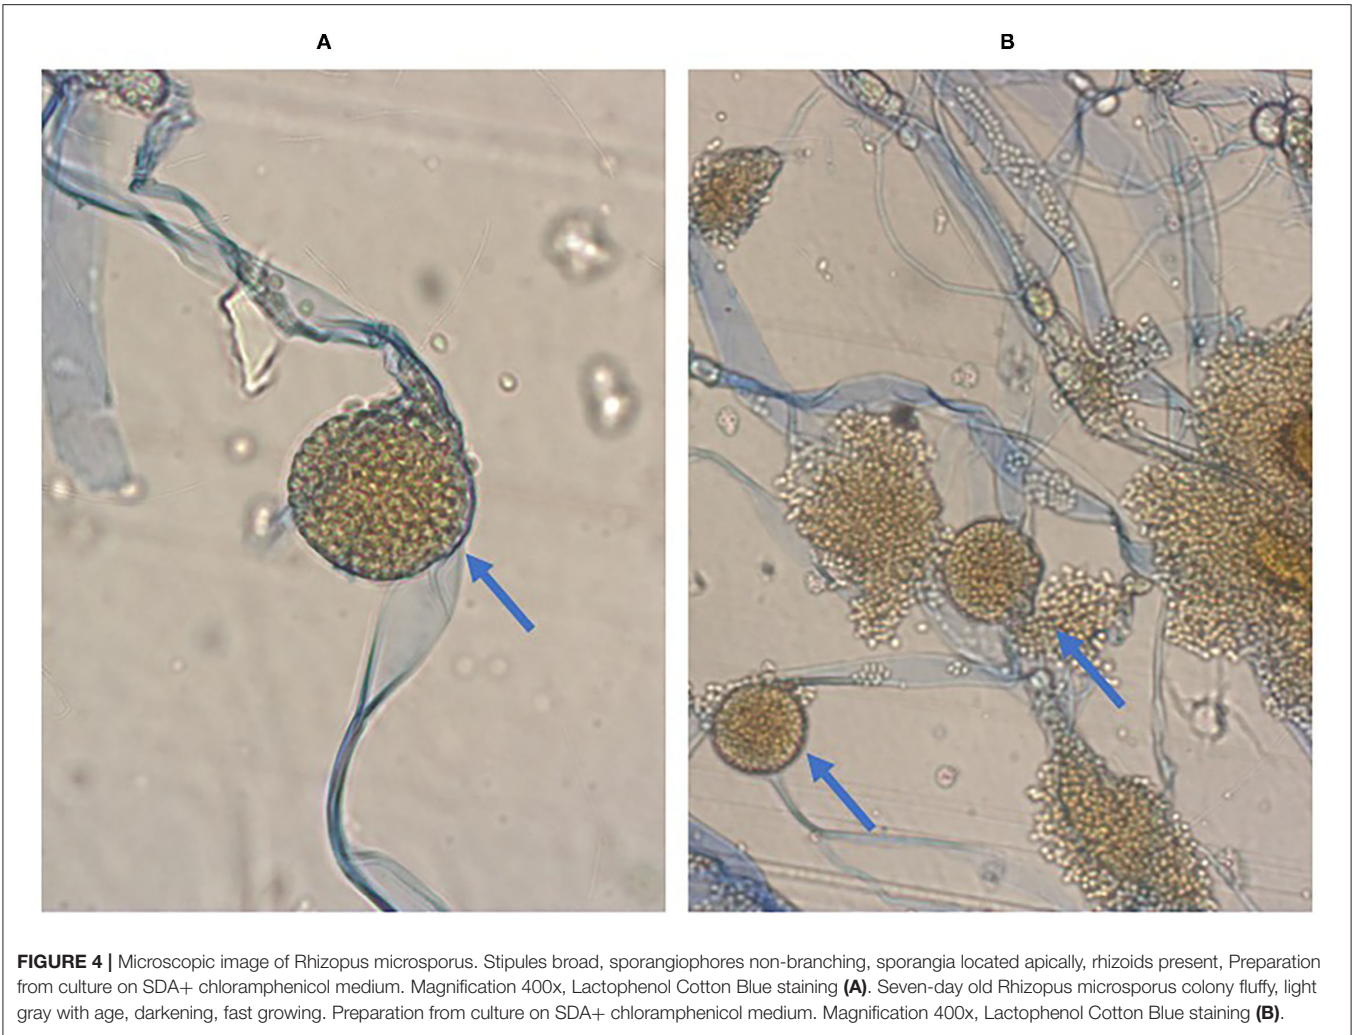 A
B
FIGURE 4 | Microscopic image of Rhizopus microsporus. Stipules broad, sporangiophores non-branching, sporangia located apically, rhizoids present, Preparation
from culture on SDA+ chloramphenicol medium. Magnification 400x, Lactophenol Cotton Blue staining (A). Seven-day old Rhizopus microsporus colony fluffy, light
gray with age, darkening, fast growing. Preparation from culture on SDA+ chloramphenicol medium. Magnification 400x, Lactophenol Cotton Blue staining (B).